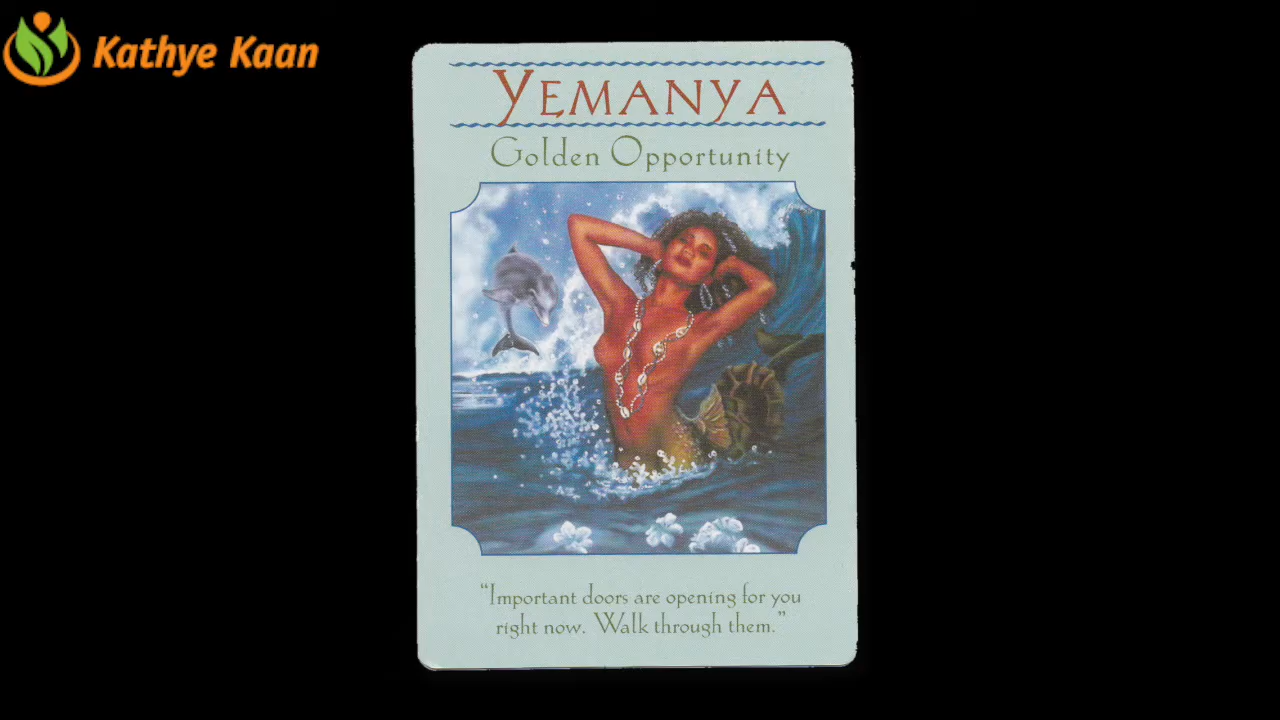 Kathye Kaan
YEMANYA
Golden Opportunity
"Important doors are opening for you
right now. Walk through them."